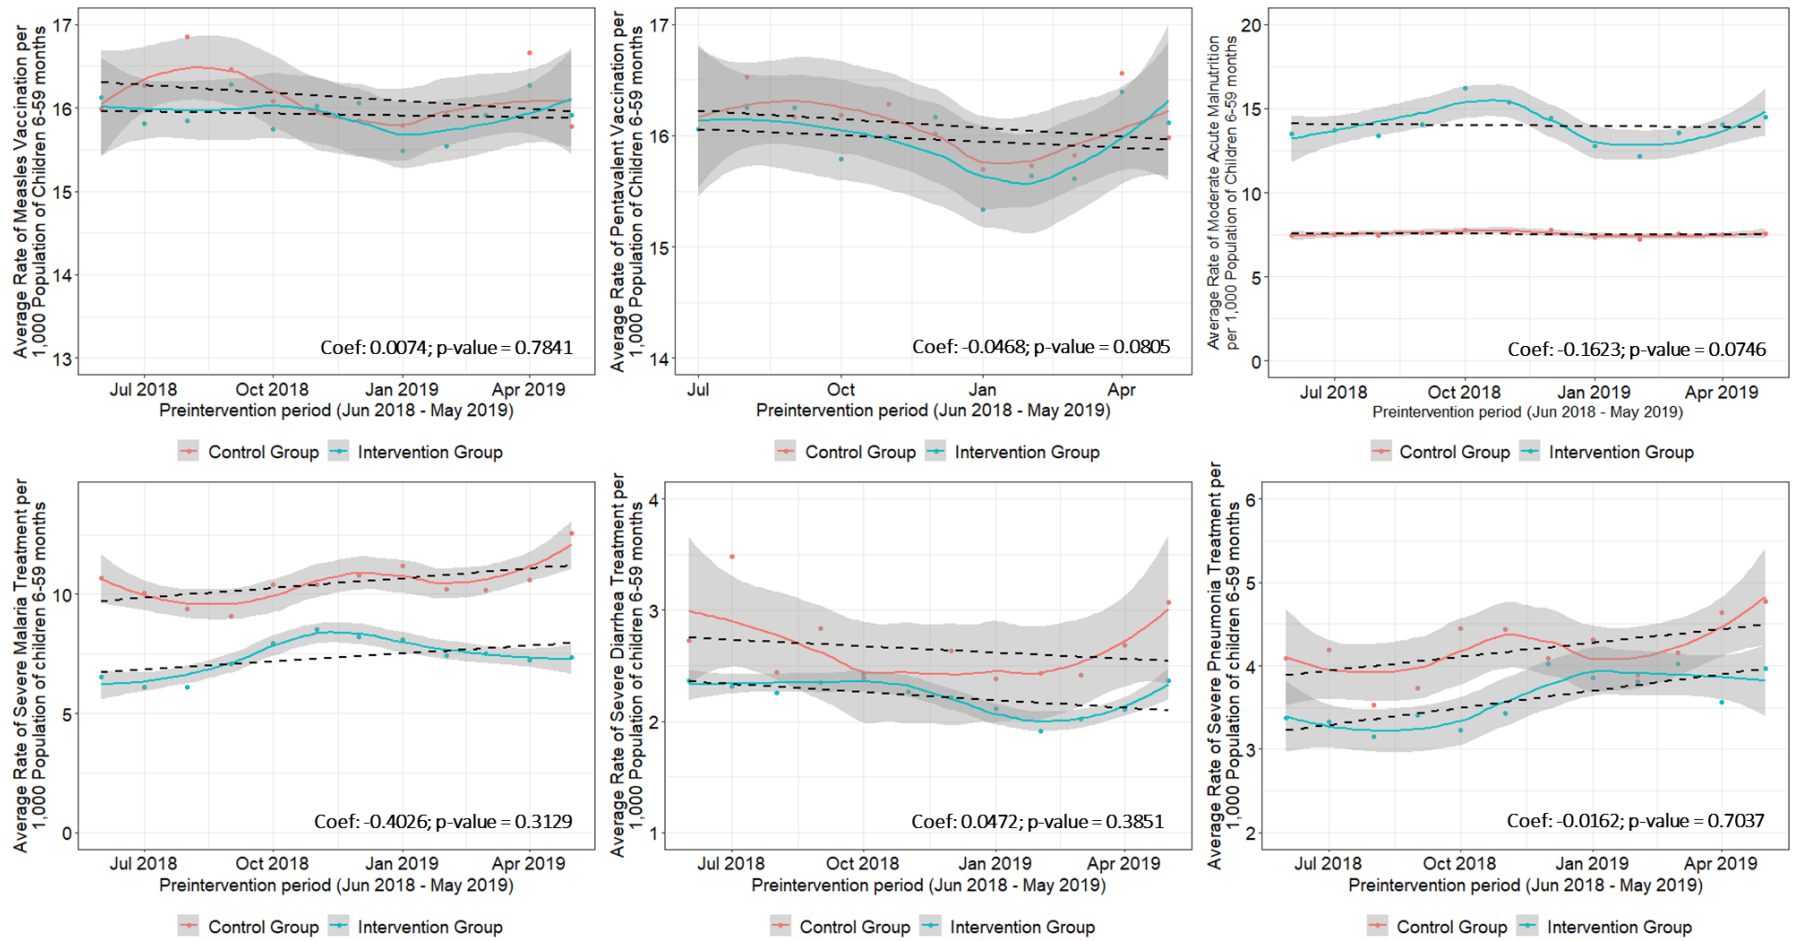 Average Rate of Measles Vaccination per
1,000 Population of Children 6-59 months
17
16
15
14
13
Coef: 0.0074; p-value = 0.7841
Jul 2018 Oct 2018 Jan 2019 Apr 2019
Preintervention period (Jun 2018 - May 2019)
Control Group Intervention Group
Average Rate of Pentavalent Vaccination per
1,000 Population of Children 6-59 months
17
16
15
14
Coef: -0.0468; p-value = 0.0805
Jul Oct Jan Apr
Preintervention period (Jun 2018 - May 2019)
Control Group Intervention Group
Average Rate of Moderate Acute Malnutrition
per 1,000 Population of Children 6-59 months
20
15
10
5
0
Coef: -0.1623; p-value = 0.0746
Jul 2018 Oct 2018 Jan 2019 Apr 2019
Preintervention period (Jun 2018 - May 2019)
Control Group Intervention Group
Average Rate of Severe Malaria Treatment per
1,000 Population of children 6-59 months
10
5
0
Coef: -0.4026; p-value = 0.3129
Jul 2018 Oct 2018 Jan 2019 Apr 2019
Preintervention period (Jun 2018 - May 2019)
Control Group Intervention Group
Average Rate of Severe Diarrhea Treatment per
1,000 Population of children 6-59 months
4
3
2
1
Coef: 0.0472; p-value = 0.3851
Jul 2018 Oct 2018 Jan 2019 Apr 2019
Preintervention period (Jun 2018 - May 2019)
Control Group Intervention Group
Average Rate of Severe Pneumonia Treatment per
1,000 Population of children 6-59 months
6
5
4
3
2
Coef: -0.0162; p-value = 0.7037
Jul 2018 Oct 2018 Jan 2019 Apr 2019
Preintervention period (Jun 2018 - May 2019)
Control Group Intervention Group